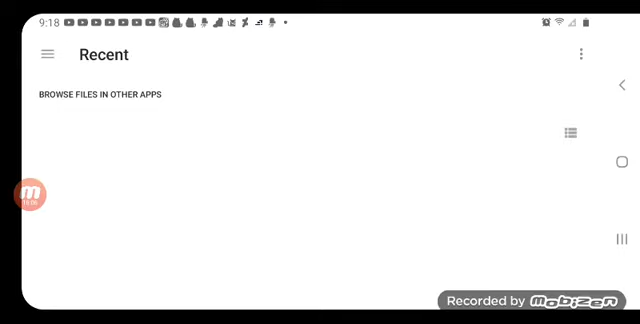 9:18
Recent
BROWSE FILES IN OTHER APPS
Recorded by MOBIZEN